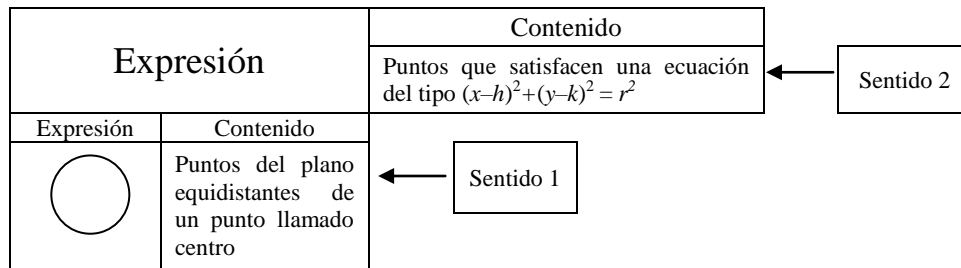 Expresión
Contenido
Puntos que satisfacen una ecuación
del tipo (x–h)²+(y–k)² = r²
Sentido 2
Expresión
Contenido
Puntos del plano
equidistantes de
un punto llamado
centro
Sentido 1